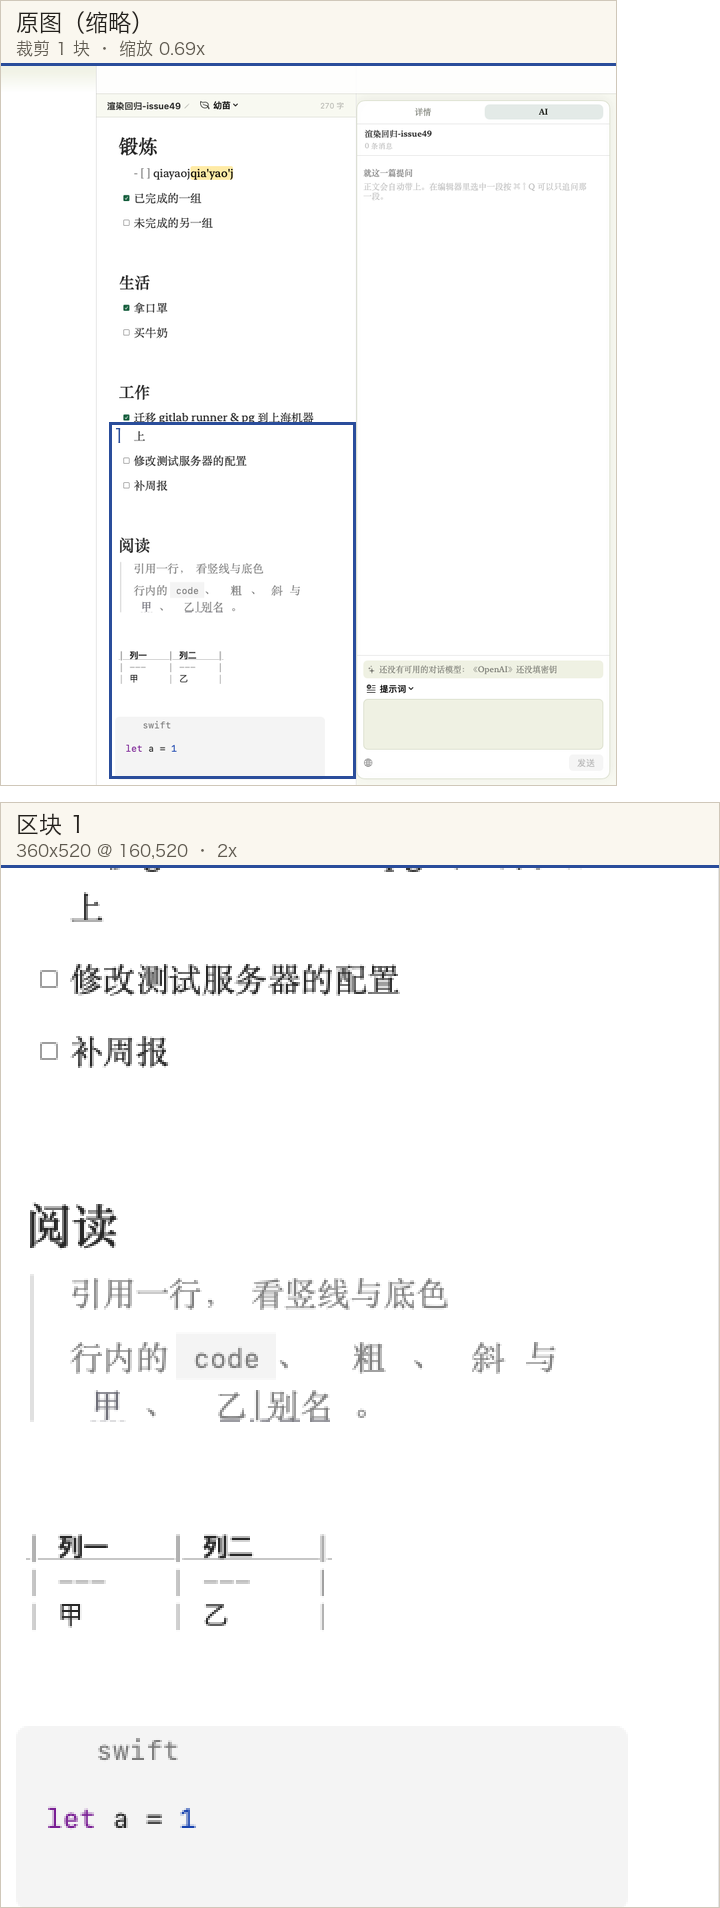 原图（缩略）
裁剪 1 块 · 缩放 0.69x
渲染回归-issue49
幼苗
270 字
锻炼
- [ ] qiayaojqia'yao'j
已完成的一组
未完成的另一组
生活
拿口罩
买牛奶
工作
迁移 gitlab runner & pg 到上海机器
1
上
修改测试服务器的配置
补周报
阅读
引用一行， 看竖线与底色
行内的 code 、 粗 、 斜 与
甲 、 乙|别名 。
| 列一 | 列二 |
| --- | --- |
| 甲 | 乙 |
swift
let a = 1
详情
AI
渲染回归-issue49
0 条消息
就这一篇提问
正文会自动带上。在编辑器里选中一段按 ⌘⇧Q 可以只追问那
一段。
还没有可用的对话模型：《OpenAI》还没填密钥
提示词
发送
区块 1
360x520 @ 160,520 · 2x
上
修改测试服务器的配置
补周报
阅读
引用一行， 看竖线与底色
行内的 code 、 粗 、 斜 与
甲 、 乙|别名 。
| 列一 | 列二 |
| --- | --- |
| 甲 | 乙 |
swift
let a = 1